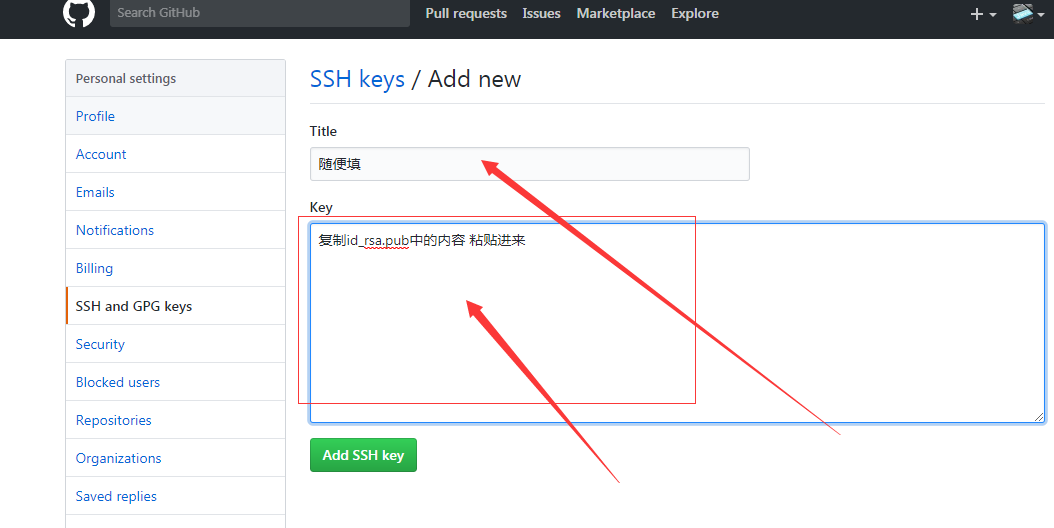 Search GitHub
Pull requests Issues Marketplace Explore
Personal settings
Profile
Account
Emails
Notifications
Billing
SSH and GPG keys
Security
Blocked users
Repositories
Organizations
Saved replies
SSH keys / Add new
Title
随便填
Key
复制id_rsa.pub中的内容 粘贴进来
Add SSH key